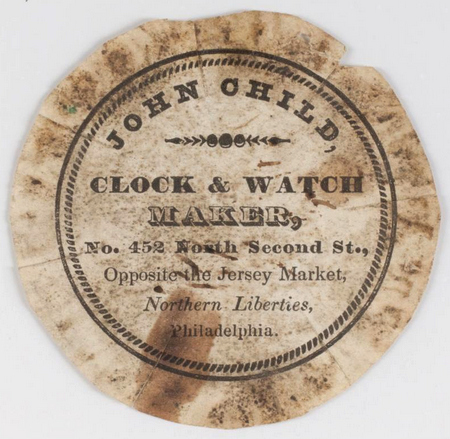 JOHN CHILD,
CLOCK & WATCH
MAKER,
No. 452 North Second St.,
Opposite the Jersey Market,
Northern Liberties,
Philadelphia.